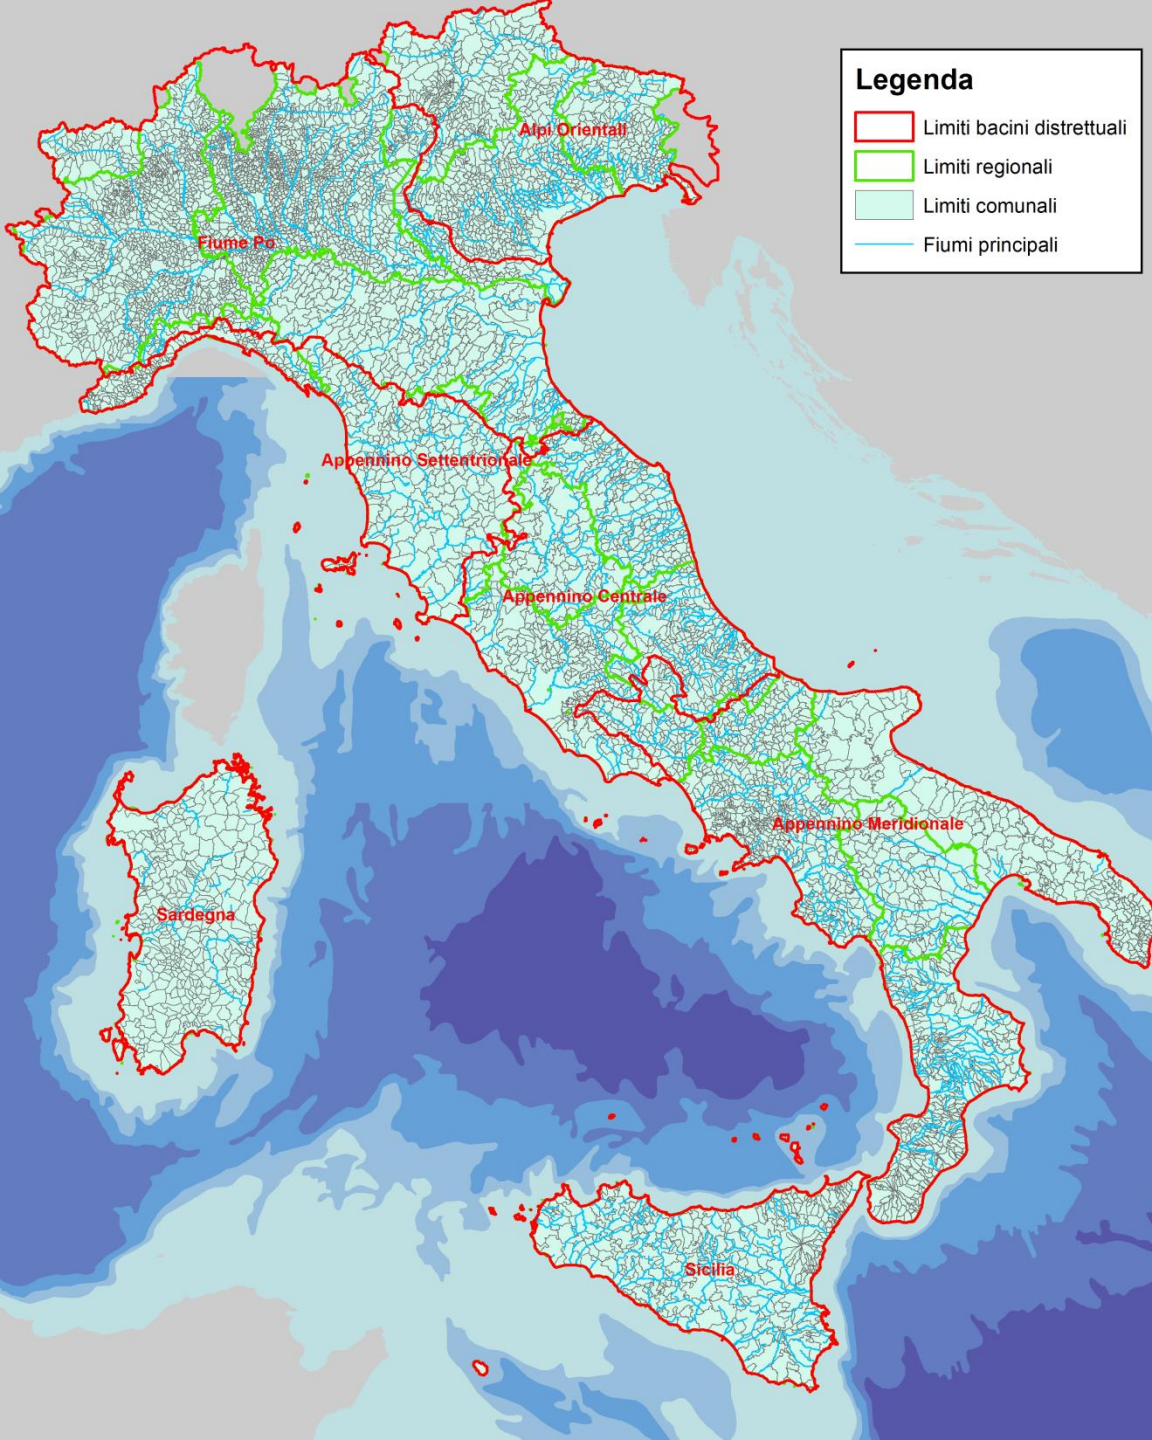 Legenda
Limiti bacini distrettuali
Limiti regionali
Limiti comunali
Fiumi principali
Alpi Orientali
Fiume Po
Appennino Settentrionale
Appennino Centrale
Appennino Meridionale
Sardegna
Sicilia